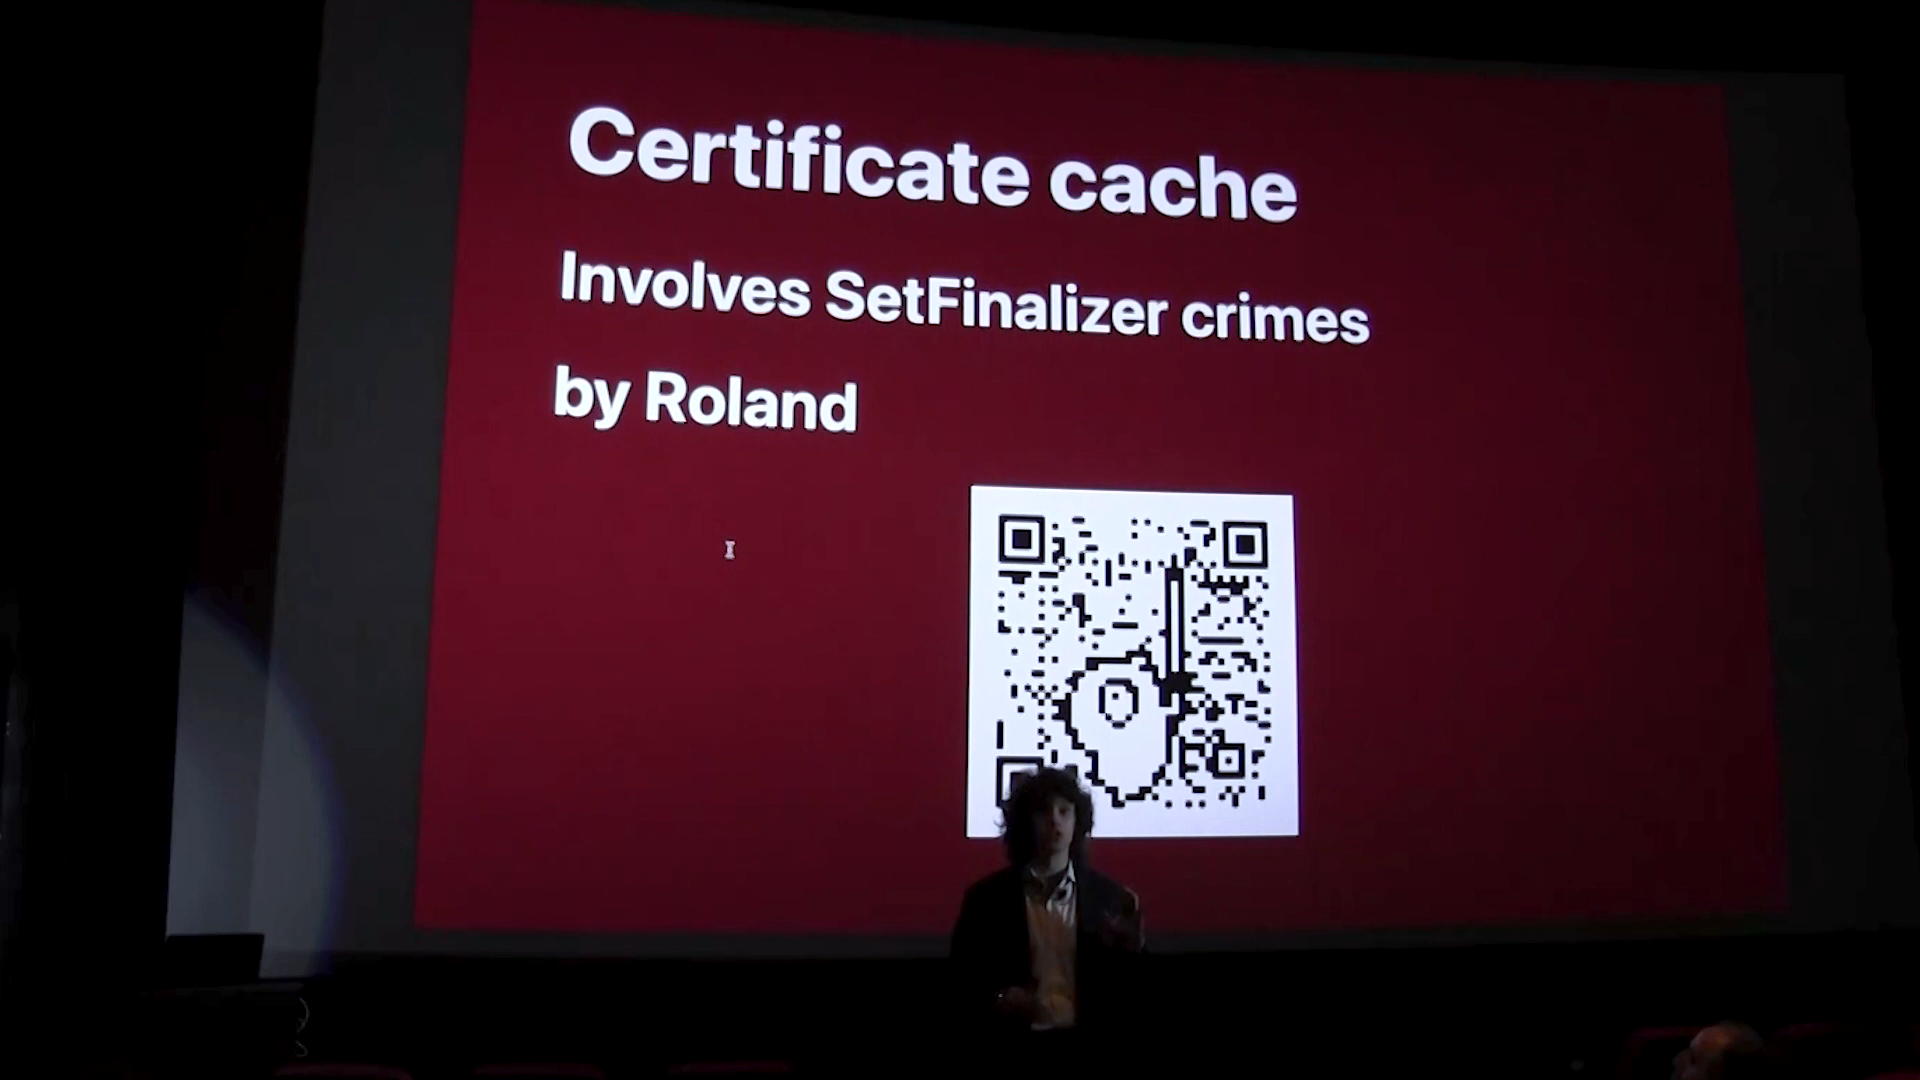 Certificate cache
Involves SetFinalizer crimes
by Roland